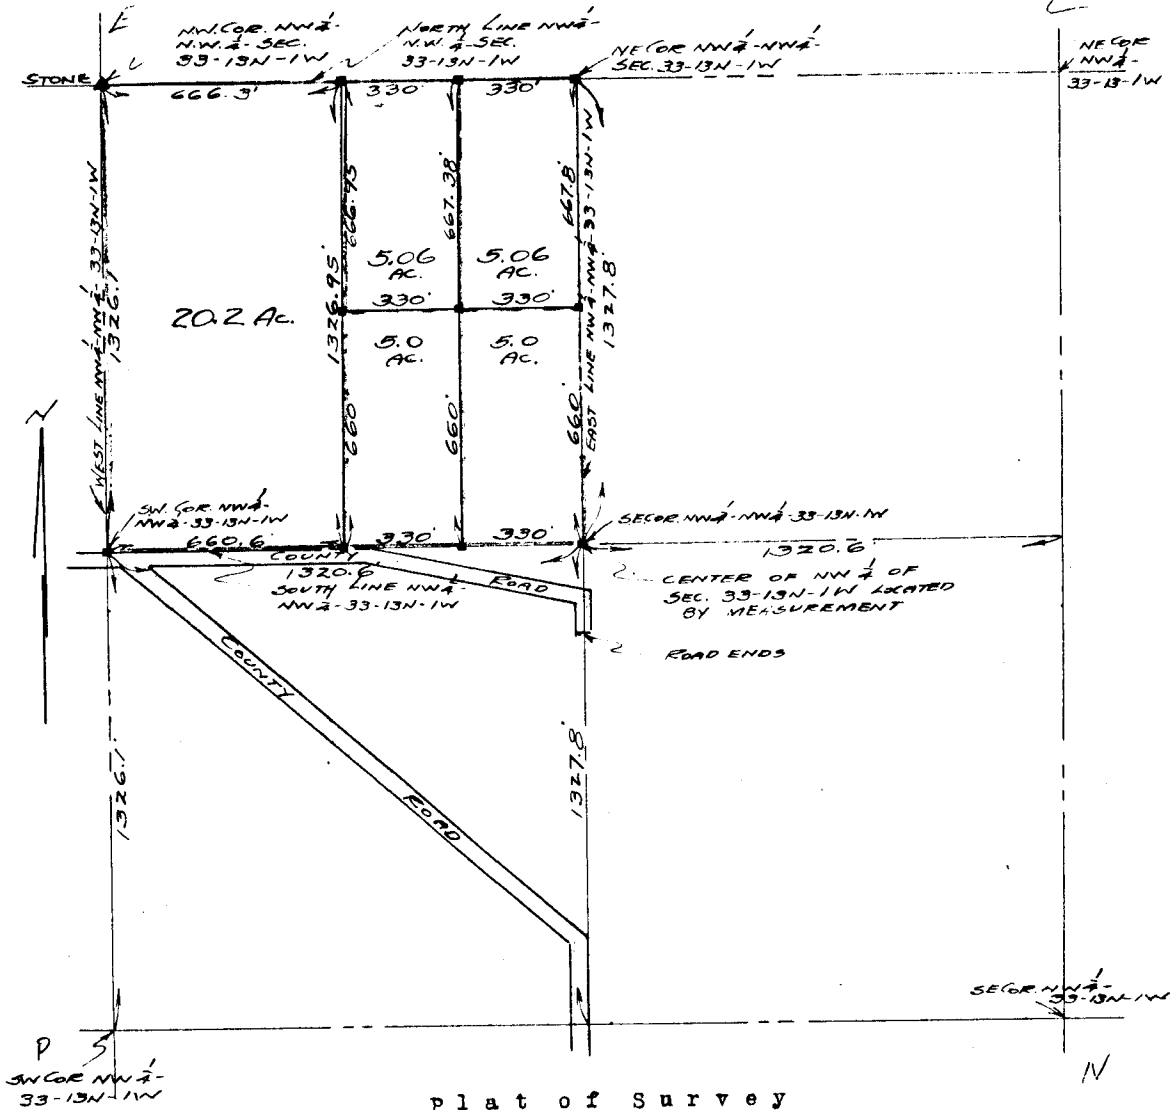 E
N.W. COR. NW¼-
N.W. ¼- SEC.
33-13N-1W
NORTH LINE NW¼-
N.W. ¼-SEC.
33-13N-1W
NE COR NW¼-NW¼-
SEC. 33-13N-1W
NE COR
NW¼-
33-13-1W
STONE
666.3'
330'
330'
WEST LINE NW¼-NW¼-33-13N-1W
1326.1'
666.95
1326.95'
667.38'
667.8'
EAST LINE NW¼-NW¼-33-13N-1W
1327.8'
5.06
AC.
5.06
AC.
330'
330'
20.2 AC.
5.0
AC.
5.0
AC.
N
660'
660'
660'
SW. COR. NW¼-
NW¼-33-13N-1W
SE COR. NW¼-NW¼-33-13N-1W
660.6'
330'
330'
1320.6'
COUNTY
ROAD
1320.6
SOUTH LINE NW¼-
NW¼-33-13N-1W
CENTER OF NW ¼ OF
SEC. 33-13N-1W LOCATED
BY MEASUREMENT
ROAD ENDS
COUNTY
ROAD
1326.1'
1327.8'
SE COR. NW¼-
33-13N-1W
P
S
SW COR NW¼-
33-13N-1W
N
Plat of Survey